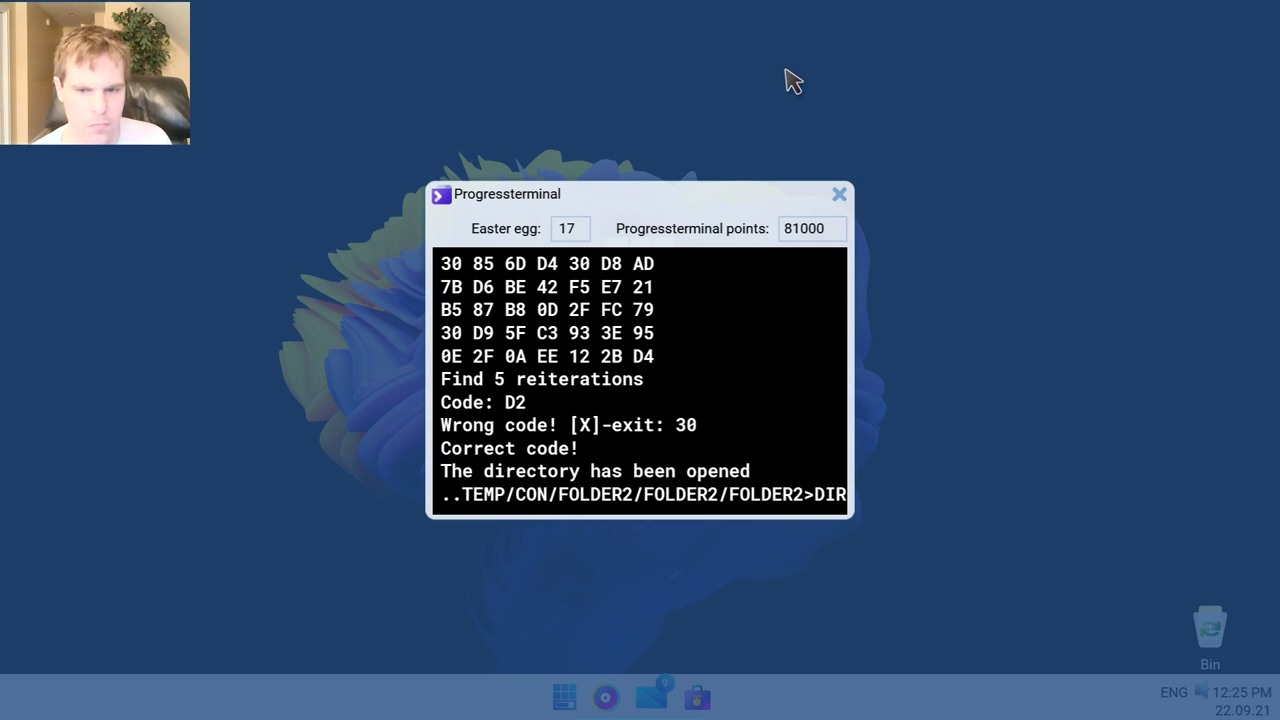 Progressterminal
Easter egg: 17 Progressterminal points: 81000
30 85 6D D4 30 D8 AD
7B D6 BE 42 F5 E7 21
B5 87 B8 0D 2F FC 79
30 D9 5F C3 93 3E 95
0E 2F 0A EE 12 2B D4
Find 5 reiterations
Code: D2
Wrong code! [X]-exit: 30
Correct code!
The directory has been opened
..TEMP/CON/FOLDER2/FOLDER2/FOLDER2>DIR
Bin
9
ENG 12:25 PM
22.09.21